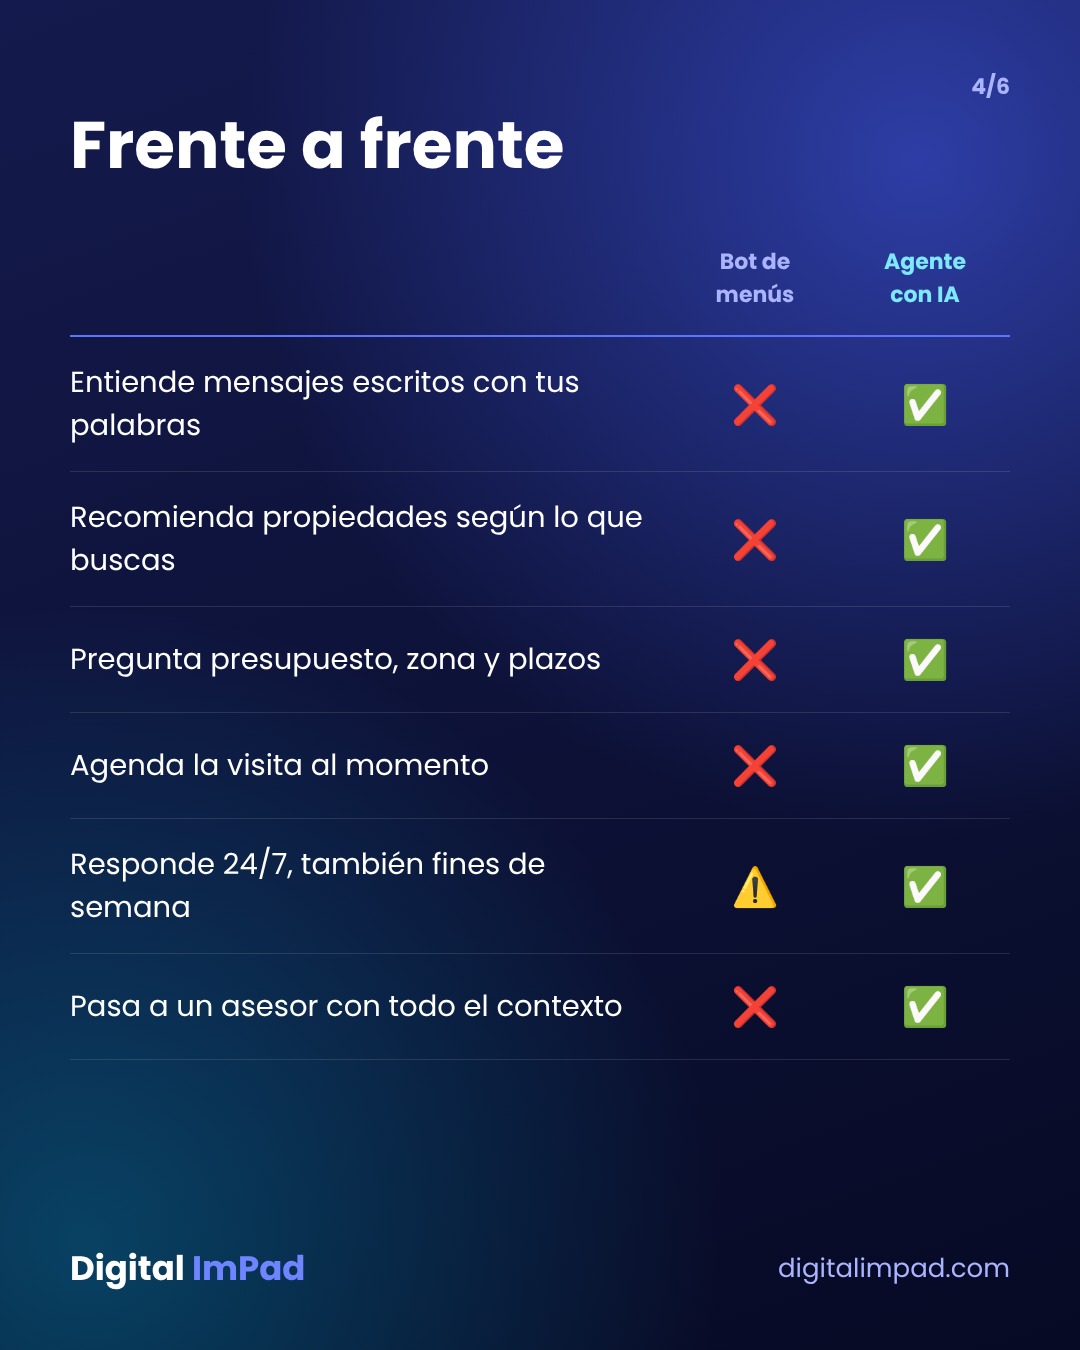 4/6
Frente a frente
Bot de
menús
Agente
con IA
Entiende mensajes escritos con tus
palabras
❌ ✅
Recomienda propiedades según lo que
buscas
❌ ✅
Pregunta presupuesto, zona y plazos ❌ ✅
Agenda la visita al momento ❌ ✅
Responde 24/7, también fines de
semana
⚠️ ✅
Pasa a un asesor con todo el contexto ❌ ✅
Digital ImPad
digitalimpad.com